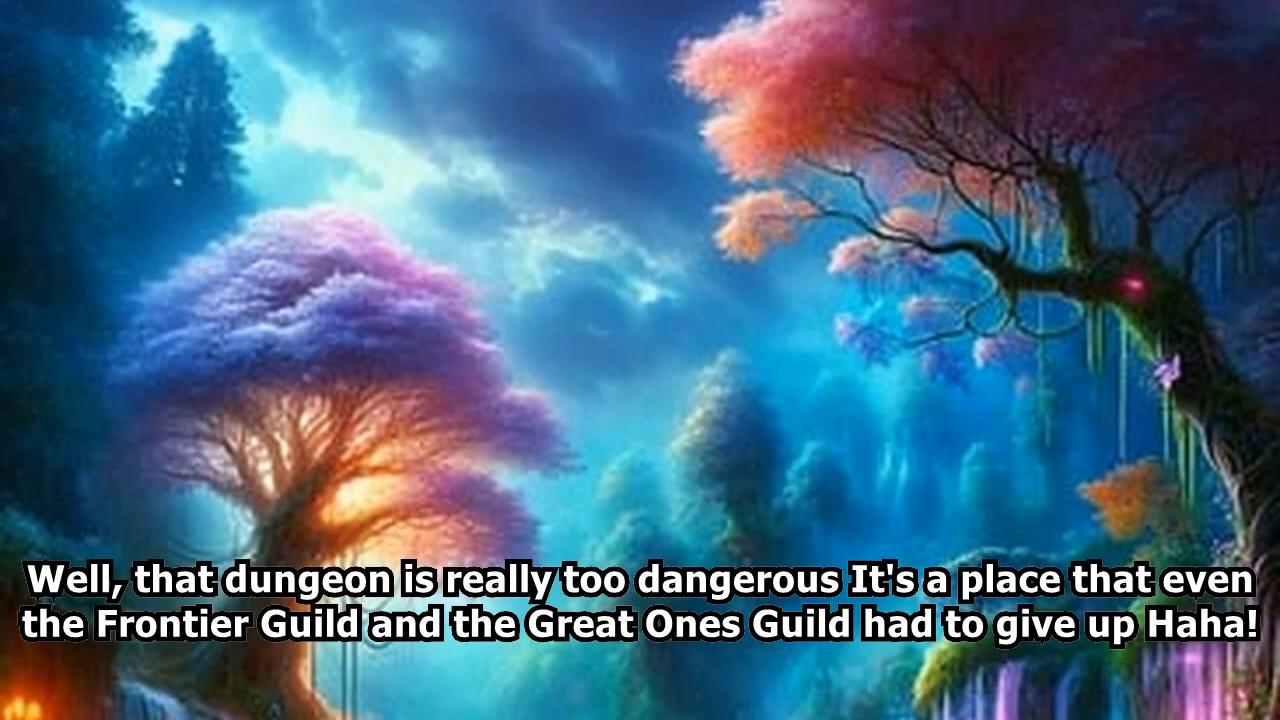 Well, that dungeon is really too dangerous It's a place that even
the Frontier Guild and the Great Ones Guild had to give up Haha!